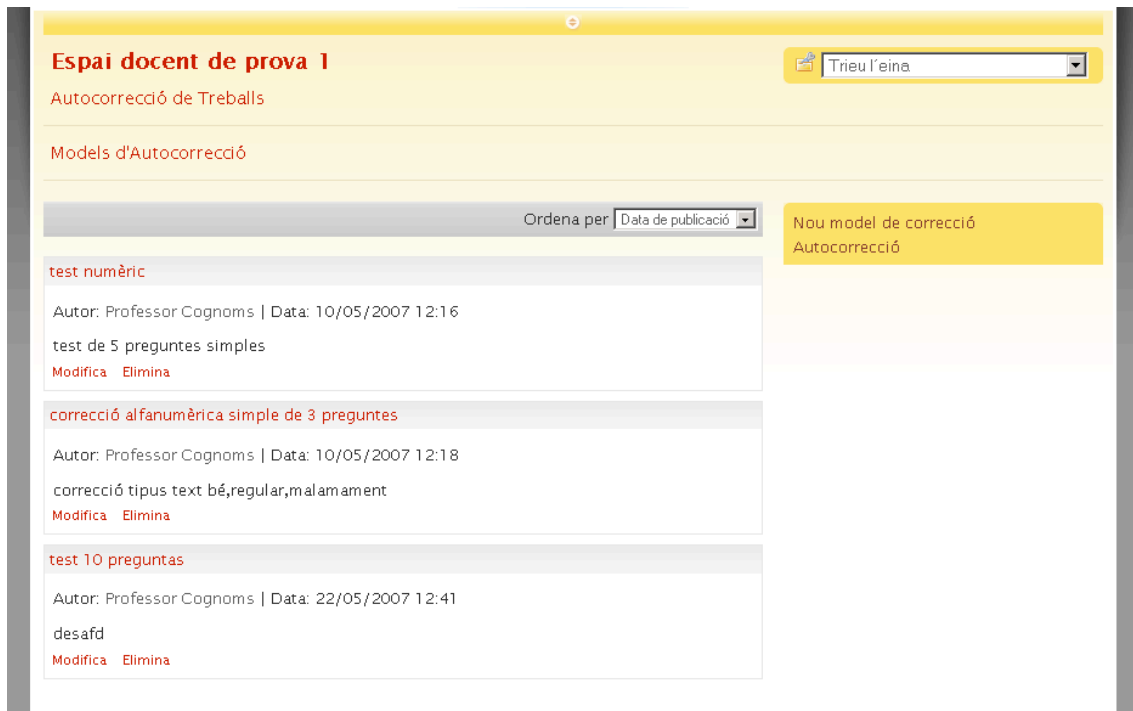 Espai docent de prova 1
Trieu l´eina
Autocorrecció de Treballs
Models d'Autocorrecció
Ordena per Data de publicació
Nou model de correcció
Autocorrecció
test numèric
Autor: Professor Cognoms | Data: 10/05/2007 12:16
test de 5 preguntes simples
Modifica Elimina
correcció alfanumèrica simple de 3 preguntes
Autor: Professor Cognoms | Data: 10/05/2007 12:18
correcció tipus text bé,regular,malamament
Modifica Elimina
test 10 preguntas
Autor: Professor Cognoms | Data: 22/05/2007 12:41
desafd
Modifica Elimina